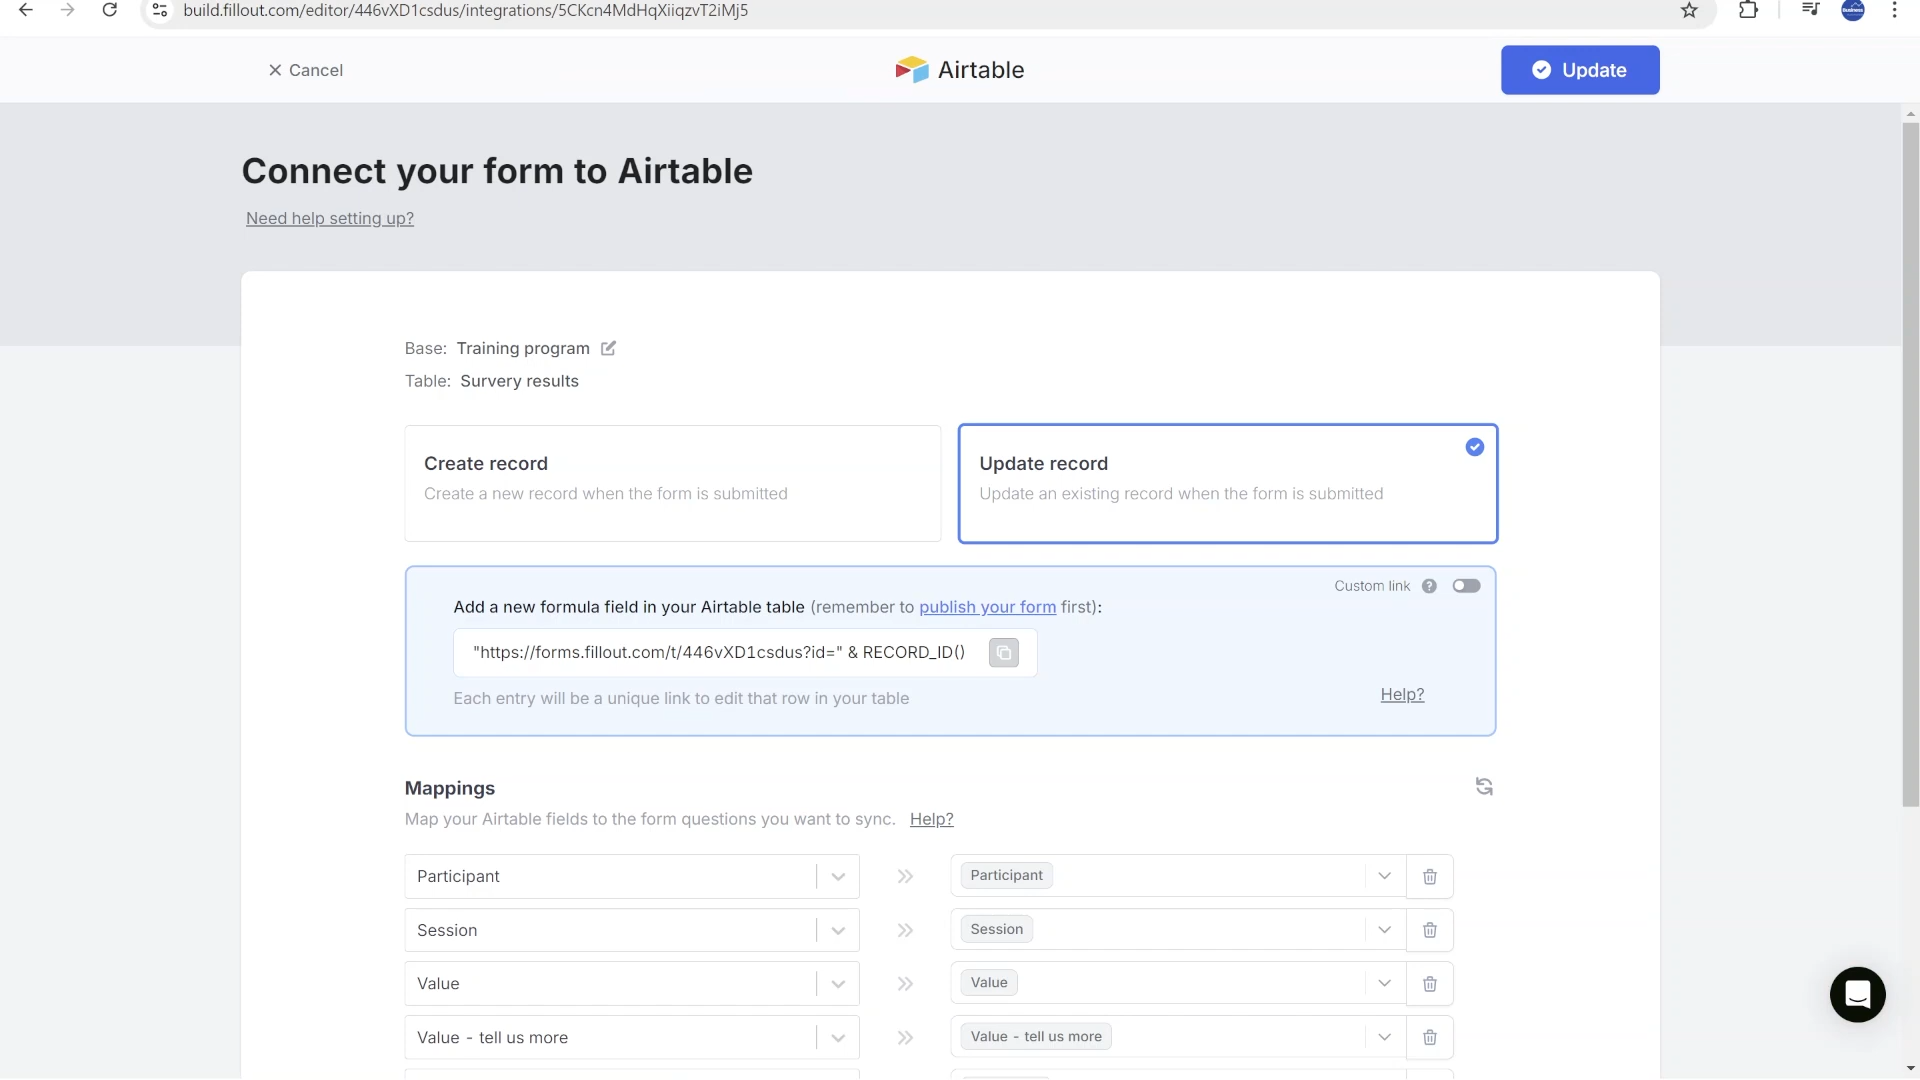 build.fillout.com/editor/446vXD1csdus/integrations/5CKcn4MdHqXiiqzvT2iMj5
Cancel
Airtable
Update
Connect your form to Airtable
Need help setting up?
Base: Training program
Table: Survery results
Create record
Create a new record when the form is submitted
Update record
Update an existing record when the form is submitted
Custom link
Add a new formula field in your Airtable table (remember to publish your form first):
"https://forms.fillout.com/t/446vXD1csdus?id=" & RECORD_ID()
Each entry will be a unique link to edit that row in your table
Help?
Mappings
Map your Airtable fields to the form questions you want to sync. Help?
Participant
Participant
Session
Session
Value
Value
Value - tell us more
Value - tell us more